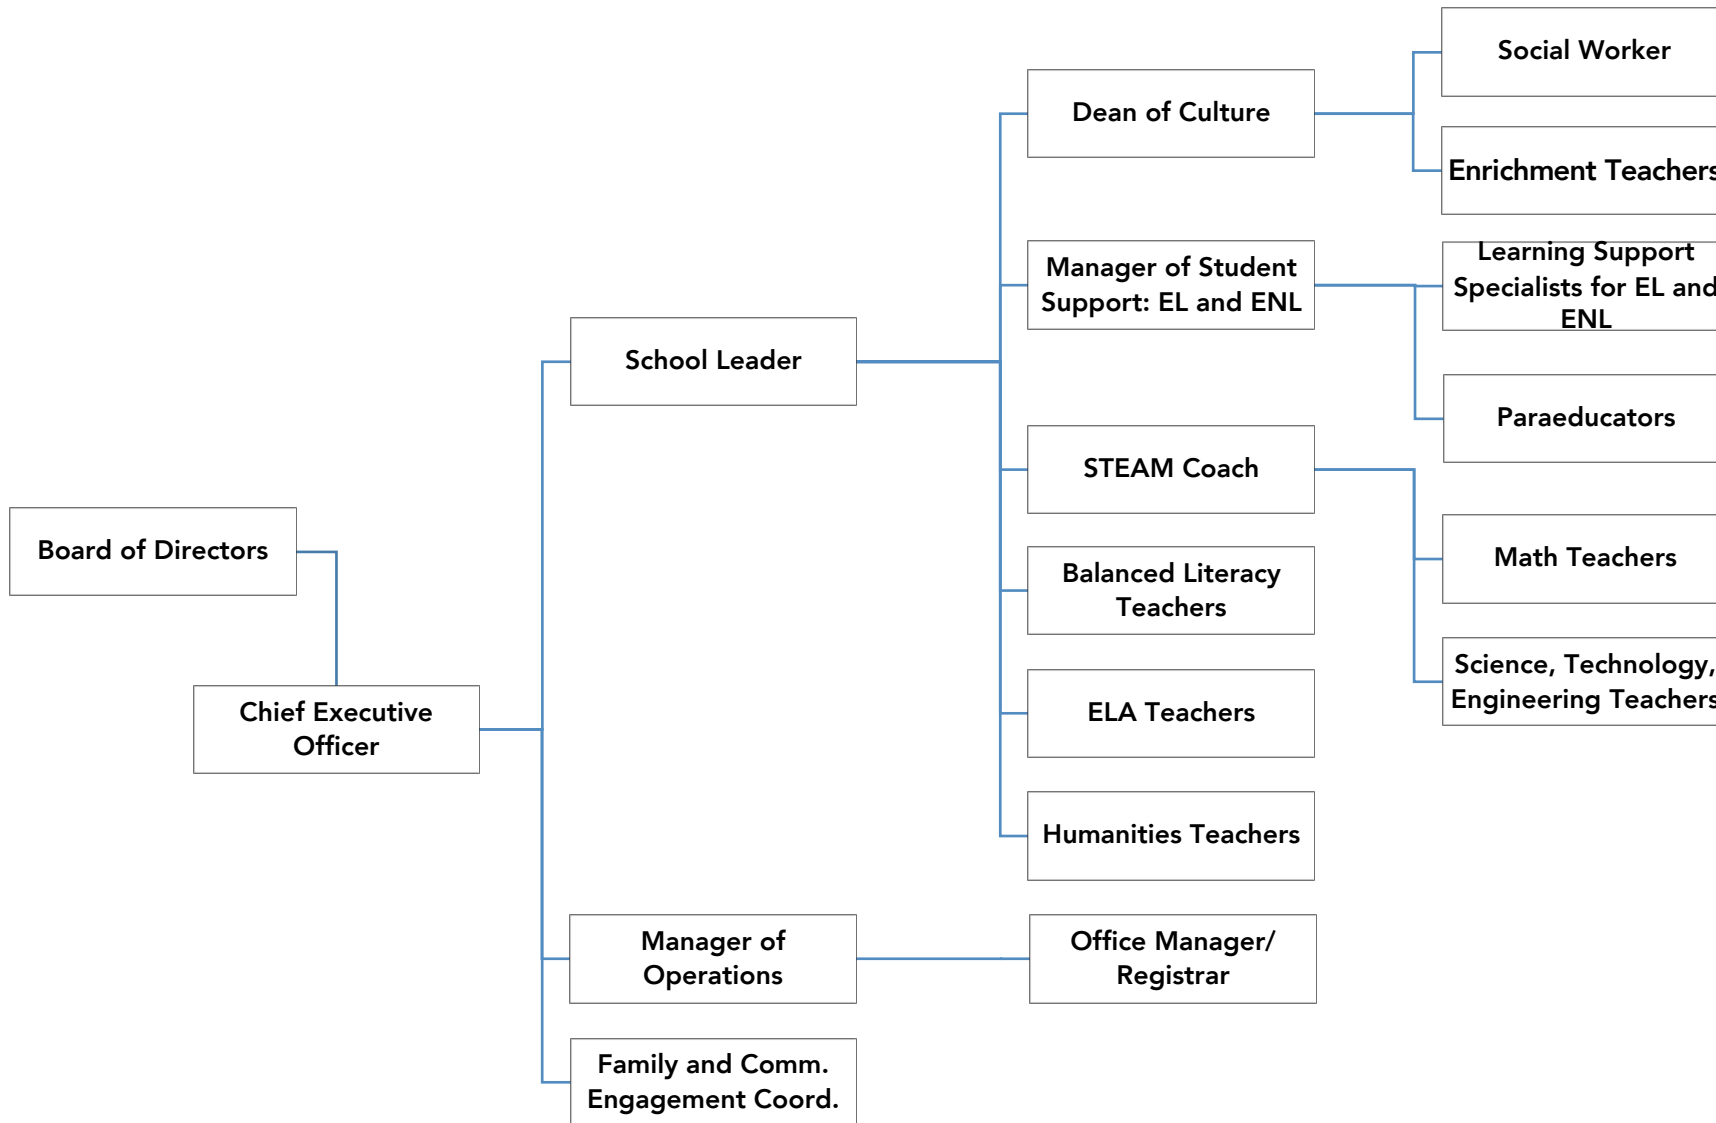 Social Worker
Dean of Culture
Enrichment Teachers
Manager of Student
Support: EL and ENL
Learning Support
Specialists for EL and
ENL
School Leader
Paraeducators
STEAM Coach
Board of Directors
Math Teachers
Balanced Literacy
Teachers
Science, Technology,
Engineering Teachers
Chief Executive
Officer
ELA Teachers
Humanities Teachers
Manager of
Operations
Office Manager/
Registrar
Family and Comm.
Engagement Coord.